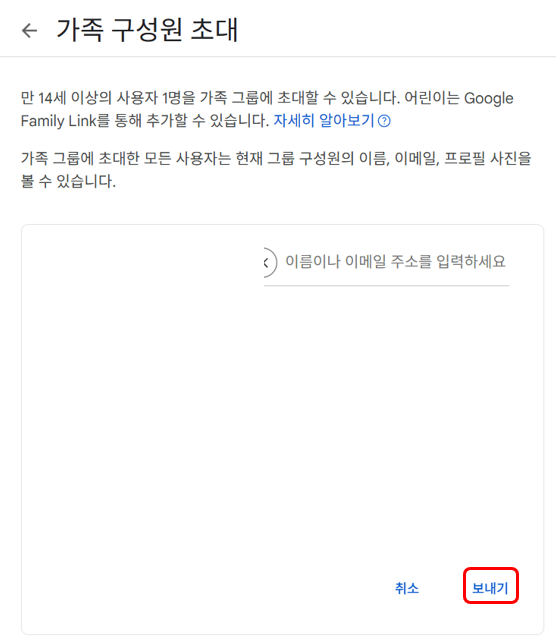 가족 구성원 초대
만 14세 이상의 사용자 1명을 가족 그룹에 초대할 수 있습니다. 어린이는 Google
Family Link를 통해 추가할 수 있습니다. 자세히 알아보기
가족 그룹에 초대한 모든 사용자는 현재 그룹 구성원의 이름, 이메일, 프로필 사진을
볼 수 있습니다.
이름이나 이메일 주소를 입력하세요
취소 보내기